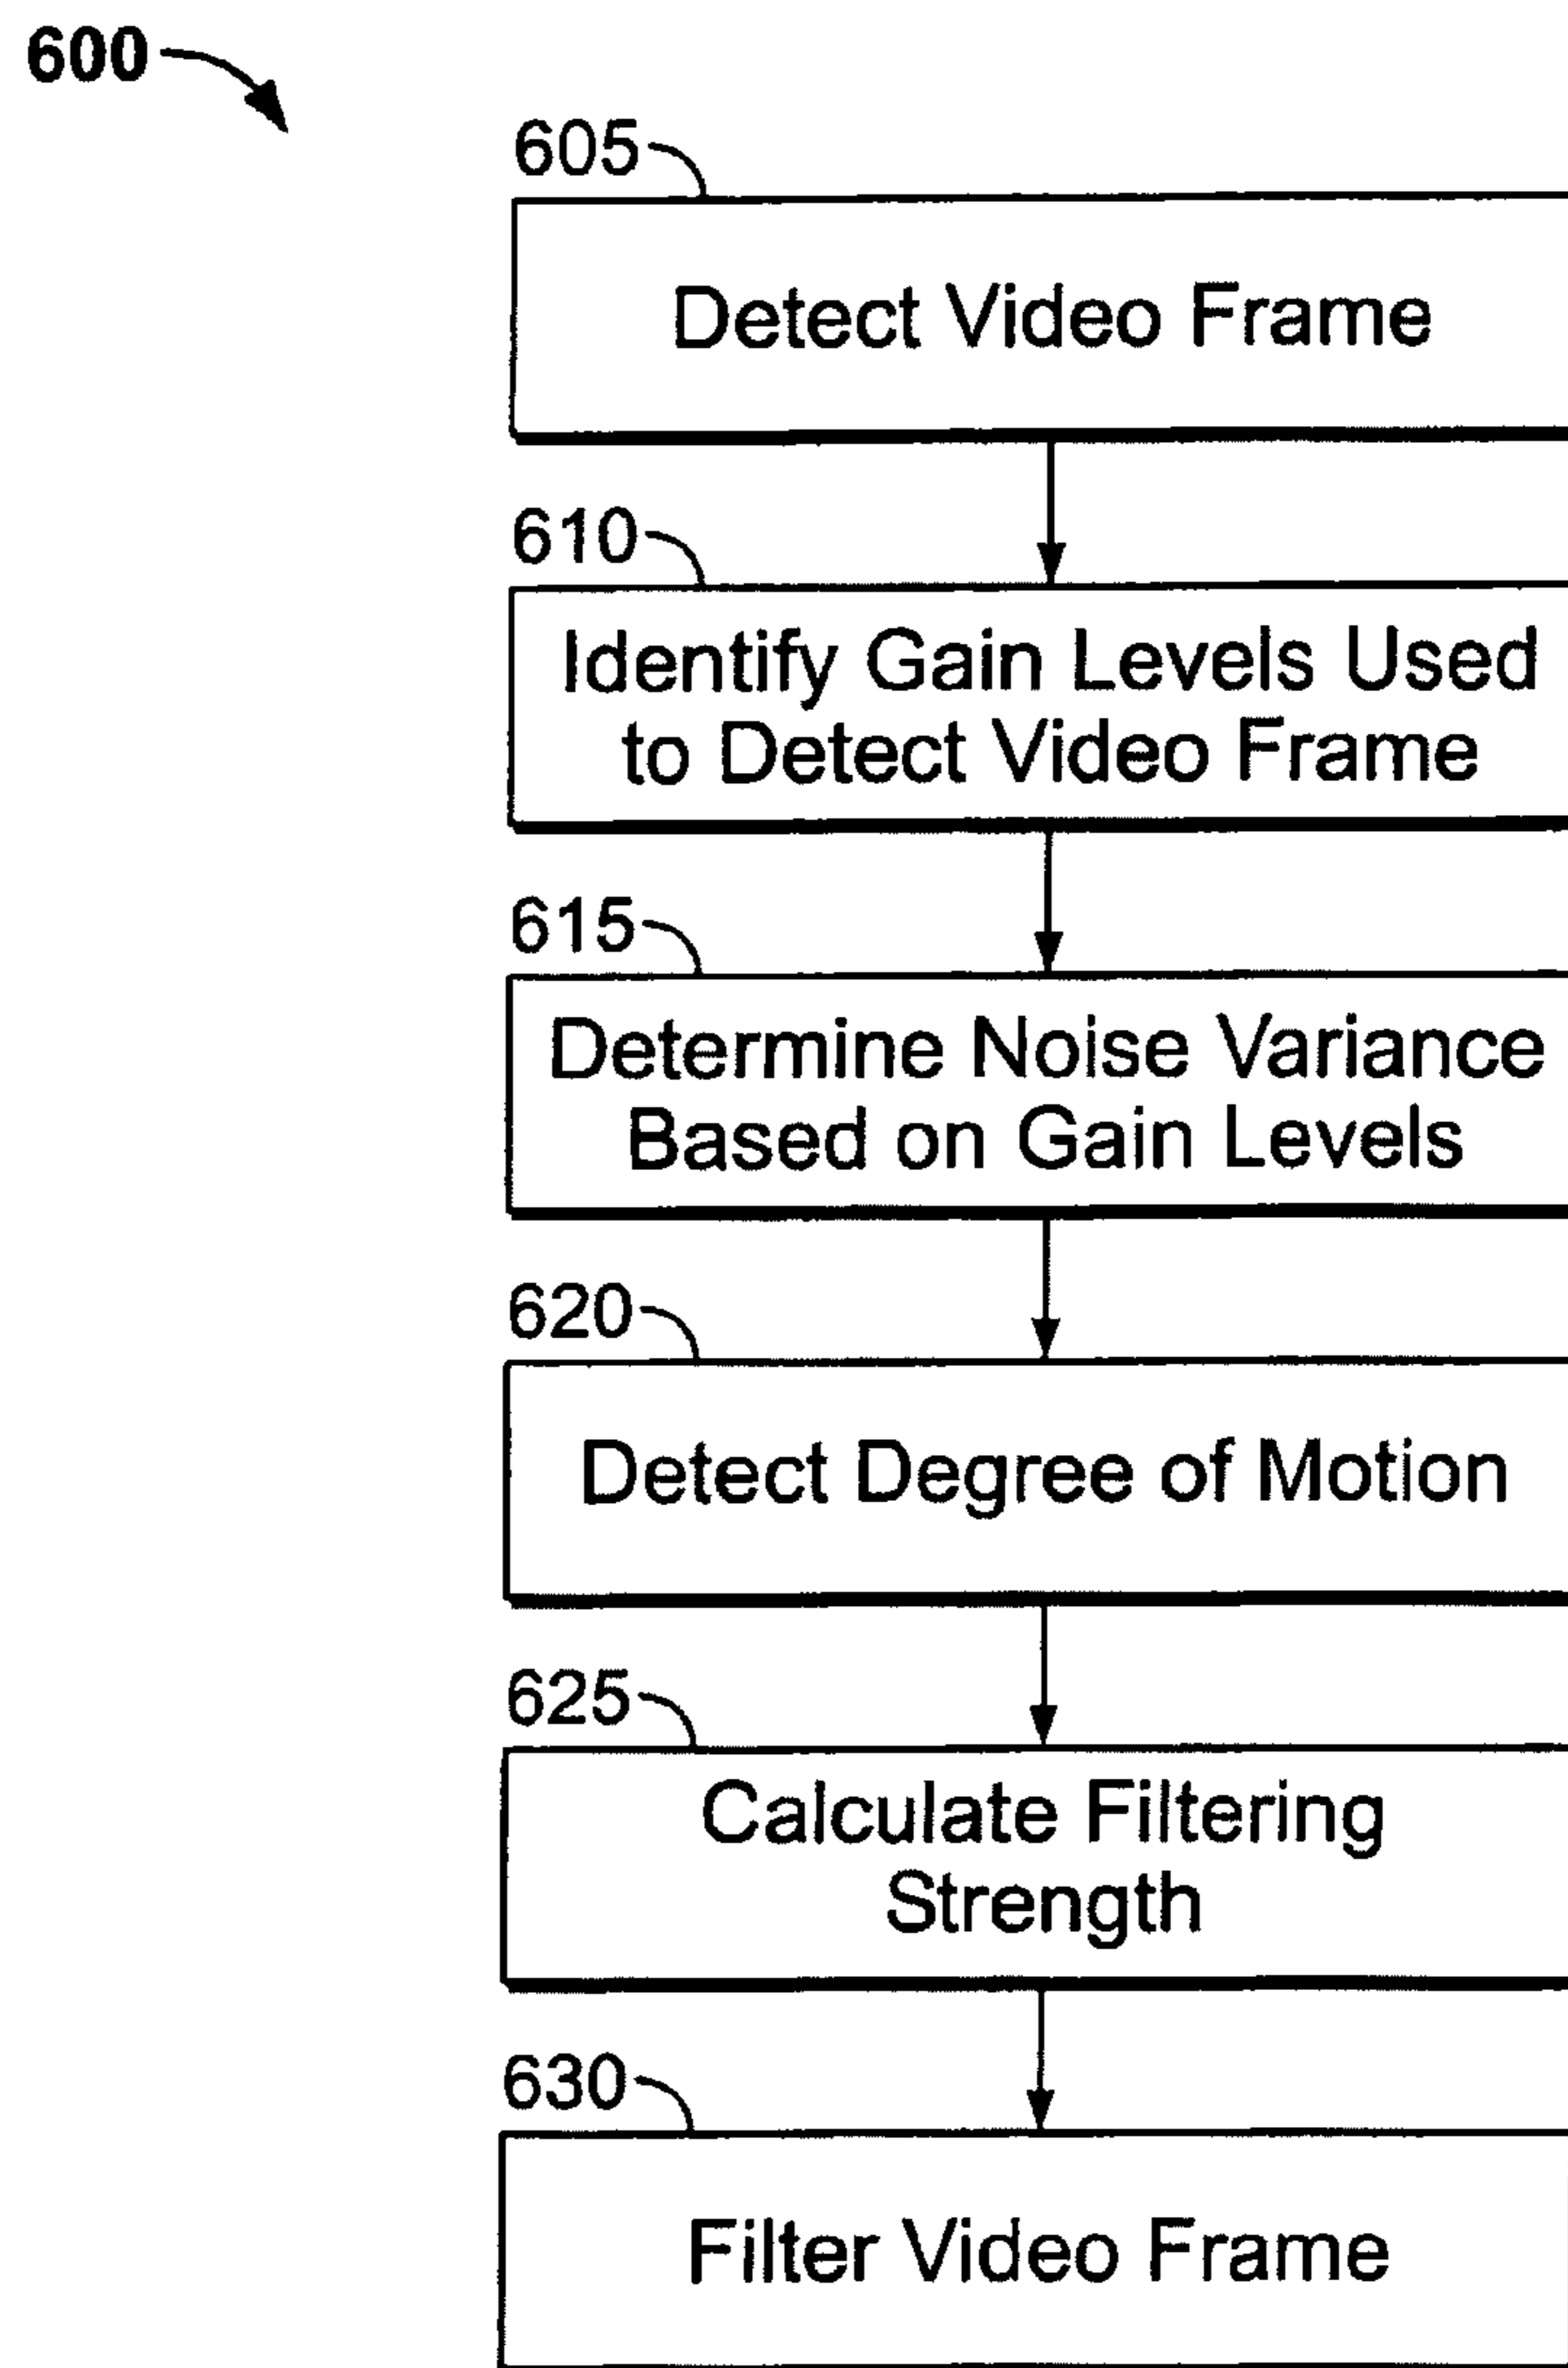 600
605
Detect Video Frame
610
Identify Gain Levels Used
to Detect Video Frame
615
Determine Noise Variance
Based on Gain Levels
620
Detect Degree of Motion
625
Calculate Filtering
Strength
630
Filter Video Frame